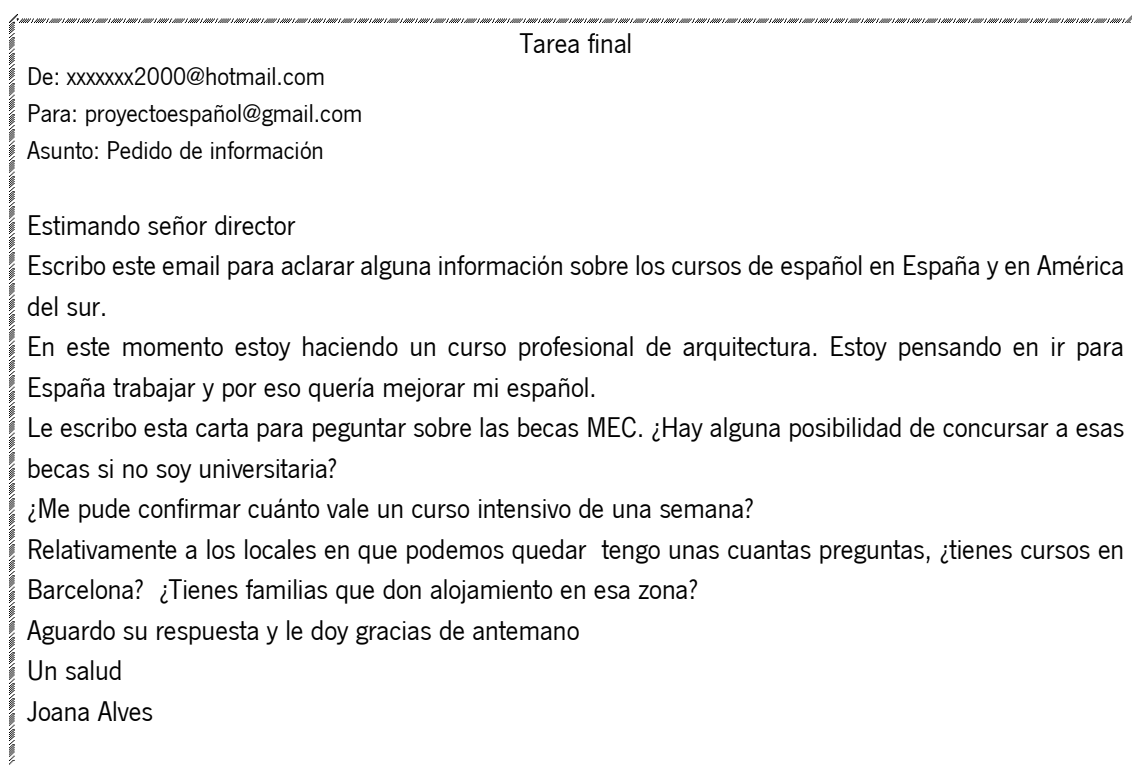 Tarea final
De: xxxxxxx2000@hotmail.com
Para: proyectoespañol@gmail.com
Asunto: Pedido de información
Estimando señor director
Escribo este email para aclarar alguna información sobre los cursos de español en España y en América
del sur.
En este momento estoy haciendo un curso profesional de arquitectura. Estoy pensando en ir para
España trabajar y por eso quería mejorar mi español.
Le escribo esta carta para peguntar sobre las becas MEC. ¿Hay alguna posibilidad de concursar a esas
becas si no soy universitaria?
¿Me pude confirmar cuánto vale un curso intensivo de una semana?
Relativamente a los locales en que podemos quedar  tengo unas cuantas preguntas, ¿tienes cursos en
Barcelona?  ¿Tienes familias que don alojamiento en esa zona?
Aguardo su respuesta y le doy gracias de antemano
Un salud
Joana Alves